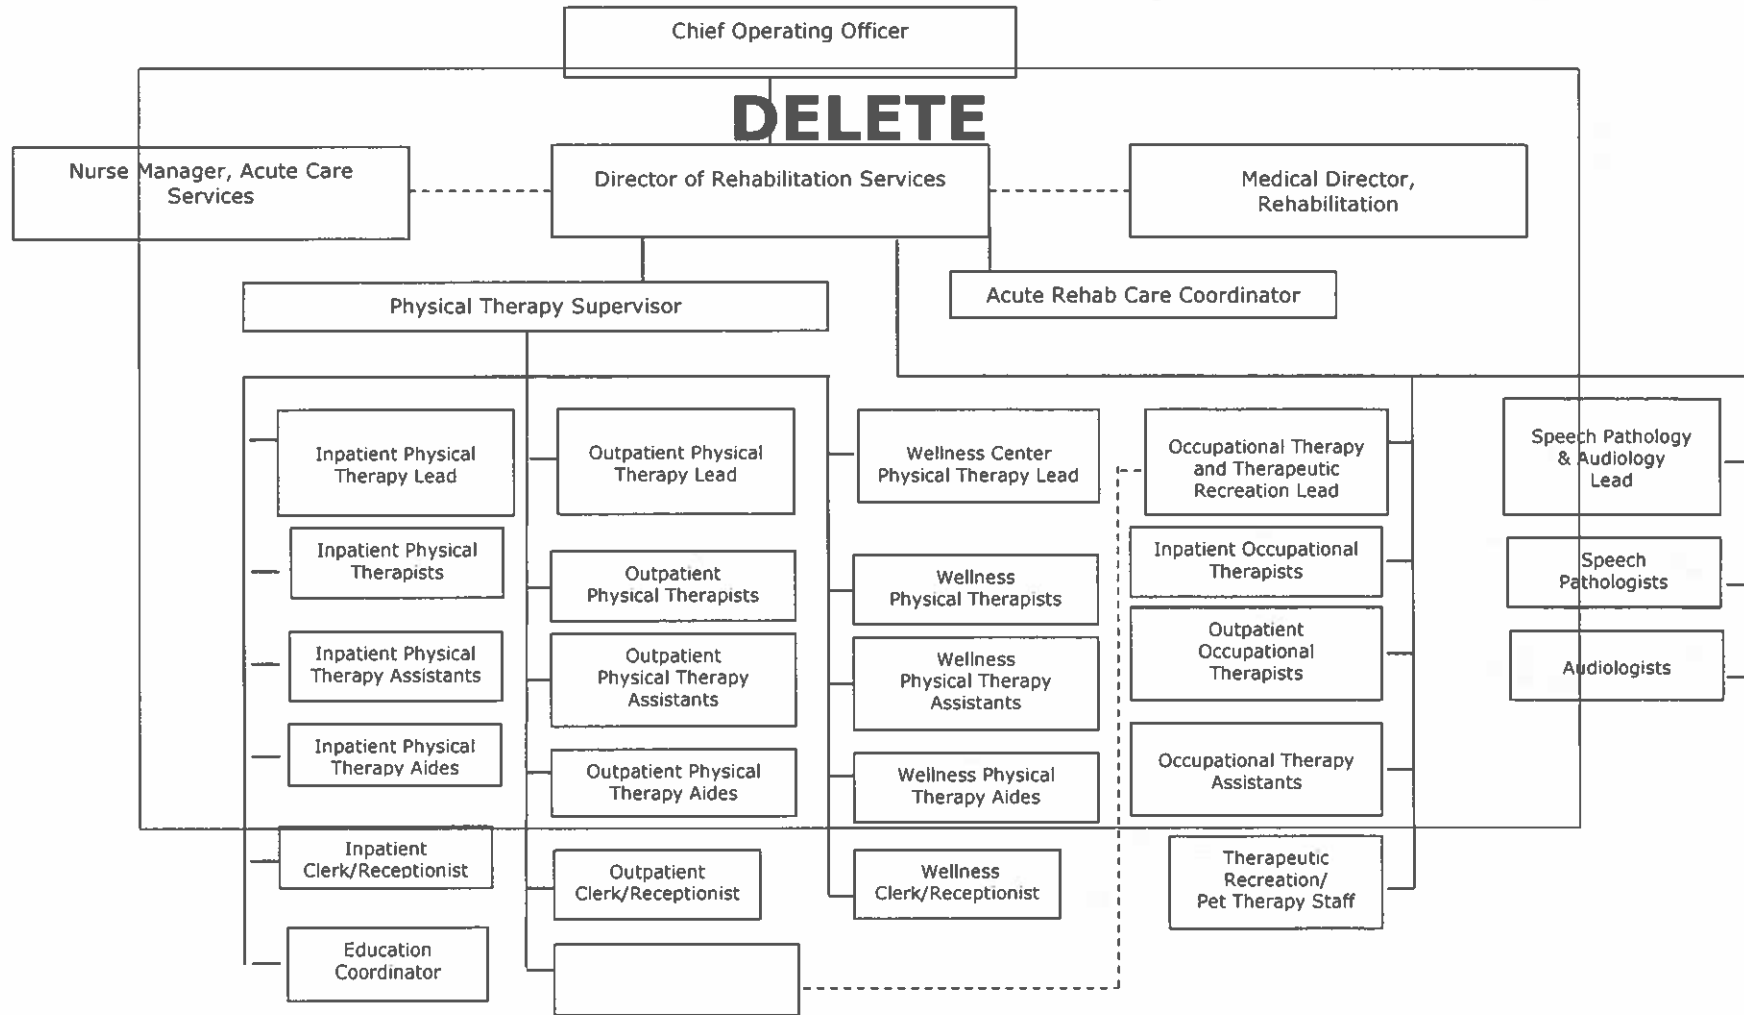 Chief Operating Officer
DELETE
Nurse Manager, Acute Care
Services
Director of Rehabilitation Services
Medical Director,
Rehabilitation
Physical Therapy Supervisor
Acute Rehab Care Coordinator
Inpatient Physical
Therapy Lead
Inpatient Physical
Therapists
Inpatient Physical
Therapy Assistants
Inpatient Physical
Therapy Aides
Inpatient
Clerk/Receptionist
Education
Coordinator
Outpatient Physical
Therapy Lead
Outpatient
Physical Therapists
Outpatient
Physical Therapy
Assistants
Outpatient Physical
Therapy Aides
Outpatient
Clerk/Receptionist
Wellness Center
Physical Therapy Lead
Wellness
Physical Therapists
Wellness
Physical Therapy
Assistants
Wellness Physical
Therapy Aides
Wellness
Clerk/Receptionist
Occupational Therapy
and Therapeutic
Recreation Lead
Inpatient Occupational
Therapists
Outpatient
Occupational
Therapists
Occupational Therapy
Assistants
Therapeutic
Recreation/
Pet Therapy Staff
Speech Pathology
& Audiology
Lead
Speech
Pathologists
Audiologists